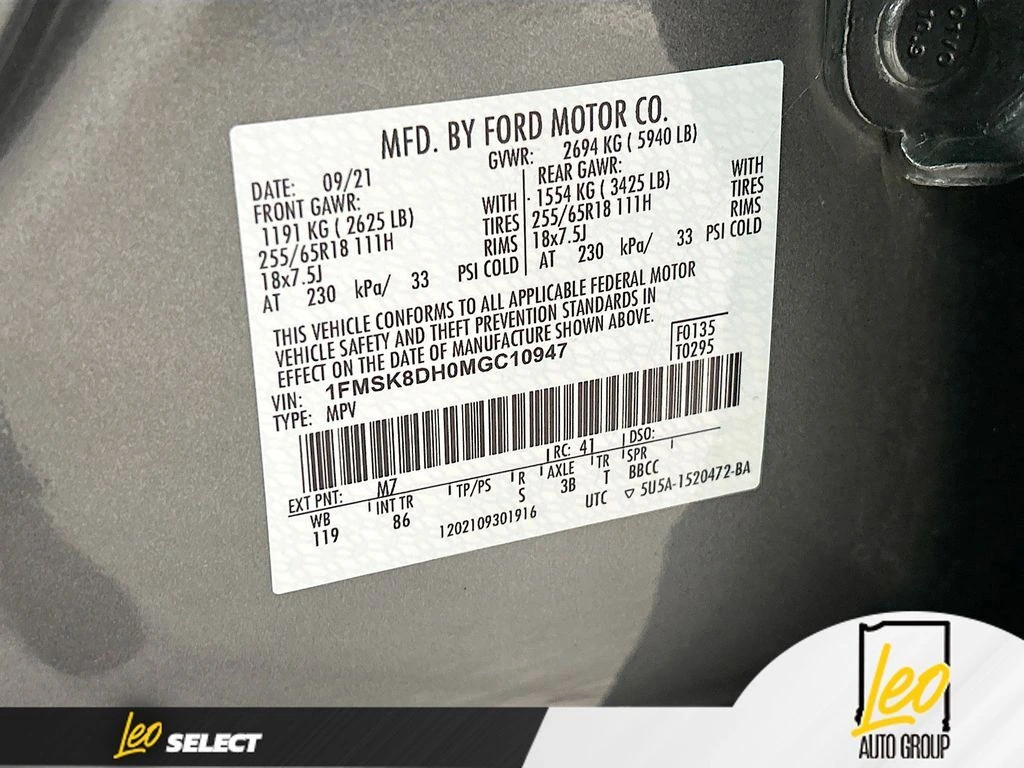 MFD. BY FORD MOTOR CO.
DATE: 09/21
GVWR: 2694 KG ( 5940 LB)
FRONT GAWR:
1191 KG ( 2625 LB) WITH
255/65R18 111H TIRES
18x7.5J RIMS
AT 230 kPa/ 33 PSI COLD
REAR GAWR:
1554 KG ( 3425 LB) WITH
255/65R18 111H TIRES
18x7.5J RIMS
AT 230 kPa/ 33 PSI COLD
THIS VEHICLE CONFORMS TO ALL APPLICABLE FEDERAL MOTOR
VEHICLE SAFETY AND THEFT PREVENTION STANDARDS IN
EFFECT ON THE DATE OF MANUFACTURE SHOWN ABOVE.
VIN: 1FMSK8DH0MGC10947
TYPE: MPV
F0135
T0295
EXT PNT: M7 RC: 41 DSO:
WB INT TR TP/PS R AXLE TR SPR
119 86 S 3B T BBCC
1202109301916 UTC ▽ 5U5A-1520472-BA
Leo SELECT
Leo
AUTO GROUP